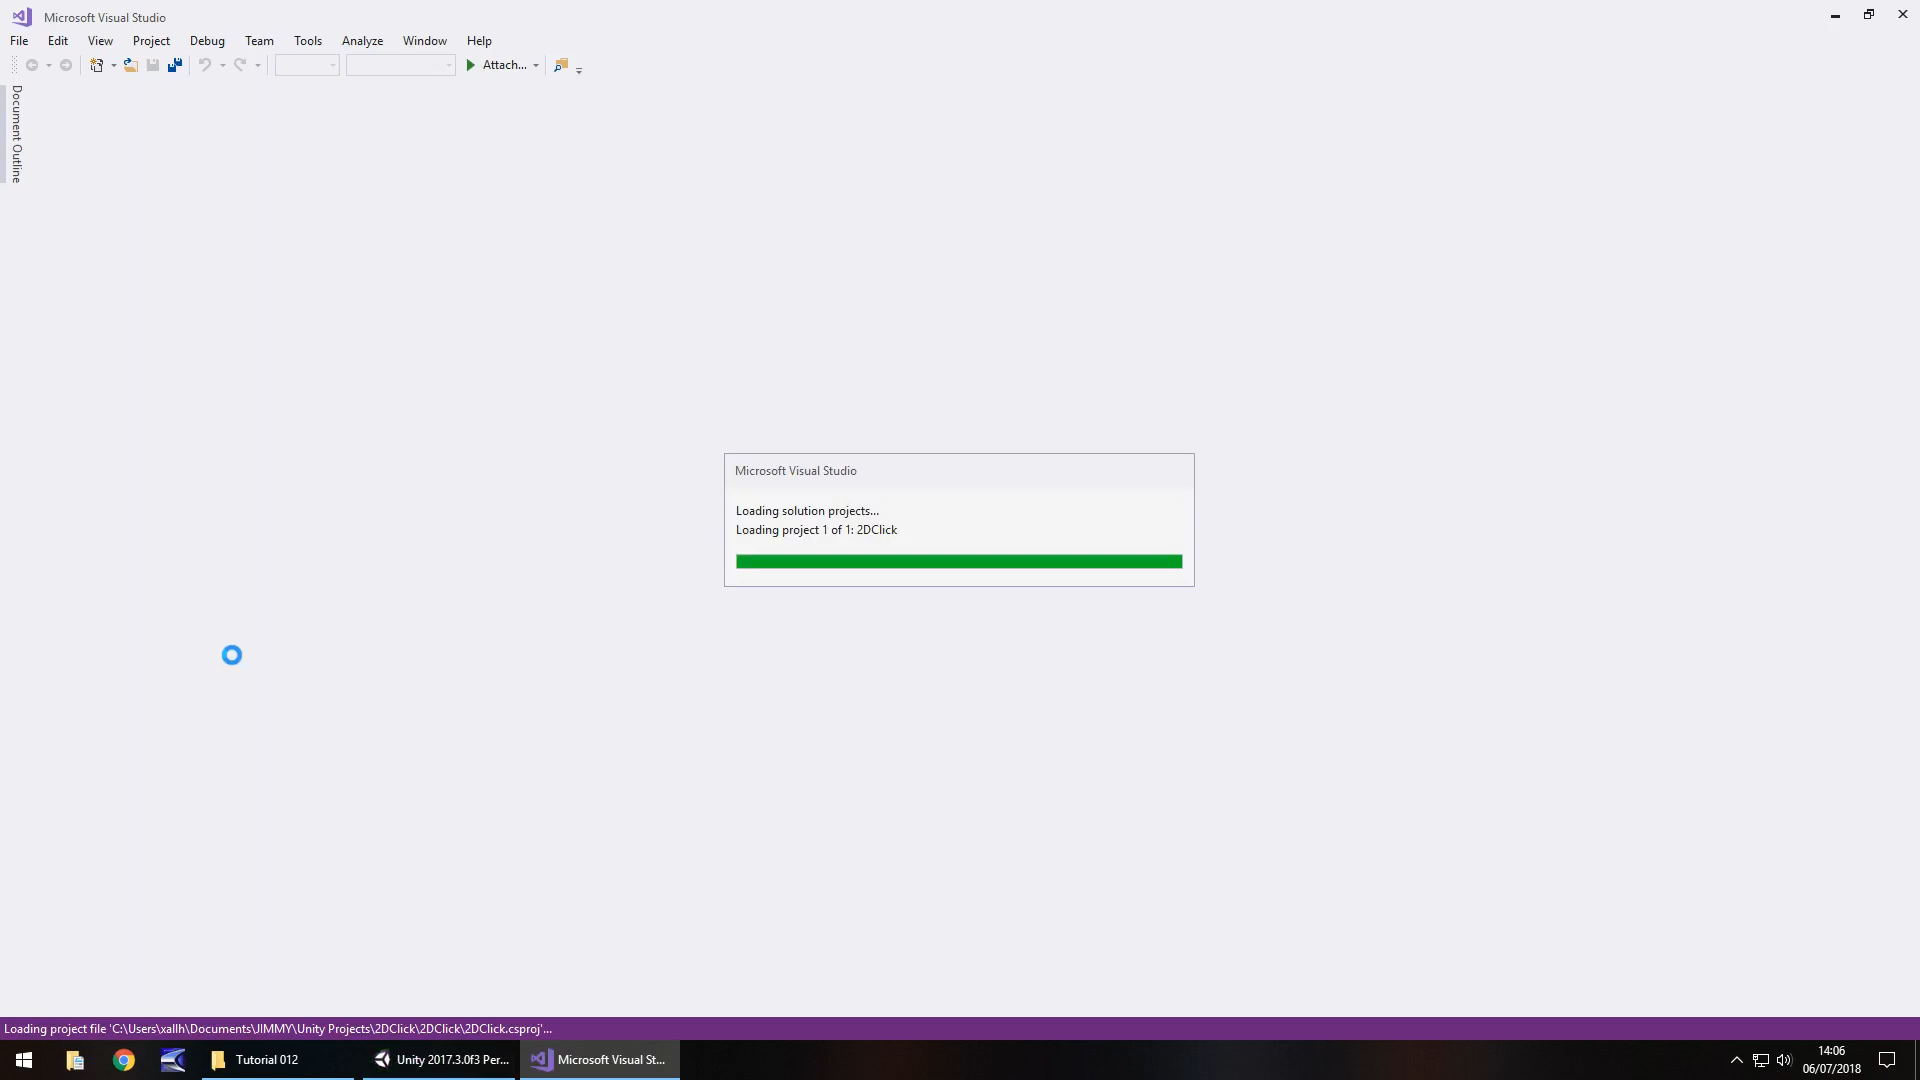 Microsoft Visual Studio
File Edit View Project Debug Team Tools Analyze Window Help
Attach...
Document Outline
Microsoft Visual Studio
Loading solution projects...
Loading project 1 of 1: 2DClick
Loading project file 'C:\Users\xallh\Documents\JIMMY\Unity Projects\2DClick\2DClick\2DClick.csproj'...
Tutorial 012 Unity 2017.3.0f3 Per... Microsoft Visual St... 14:06
06/07/2018